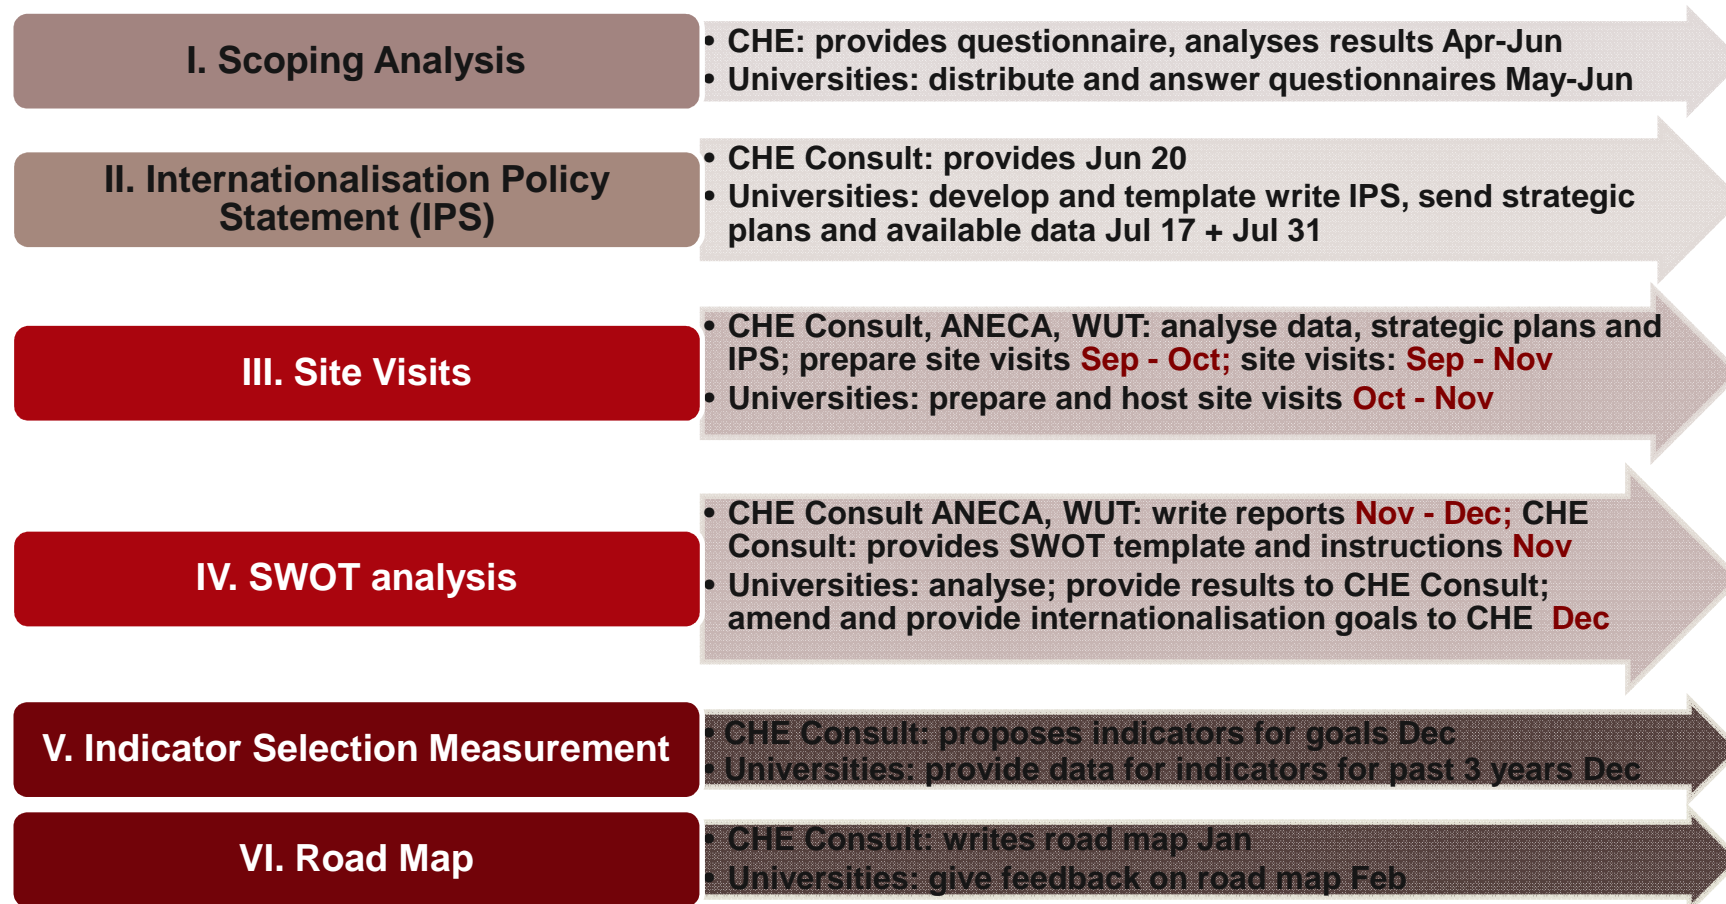 I. Scoping Analysis
• CHE: provides questionnaire, analyses results Apr-Jun
• Universities: distribute and answer questionnaires May-Jun
II. Internationalisation Policy
Statement (IPS)
• CHE Consult: provides Jun 20
• Universities: develop and template write IPS, send strategic
plans and available data Jul 17 + Jul 31
III. Site Visits
• CHE Consult, ANECA, WUT: analyse data, strategic plans and
IPS; prepare site visits Sep - Oct; site visits: Sep - Nov
• Universities: prepare and host site visits Oct - Nov
IV. SWOT analysis
• CHE Consult ANECA, WUT: write reports Nov - Dec; CHE
Consult: provides SWOT template and instructions Nov
• Universities: analyse; provide results to CHE Consult;
amend and provide internationalisation goals to CHE Dec
V. Indicator Selection Measurement
• CHE Consult: proposes indicators for goals Dec
• Universities: provide data for indicators for past 3 years Dec
VI. Road Map
• CHE Consult: writes road map Jan
• Universities: give feedback on road map Feb